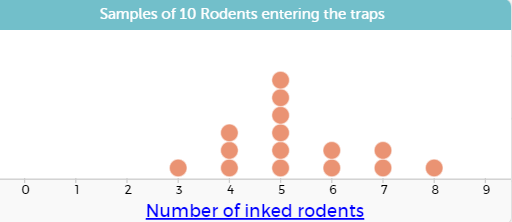 Samples of 10 Rodents entering the traps
0 1 2 3 4 5 6 7 8 9
Number of inked rodents